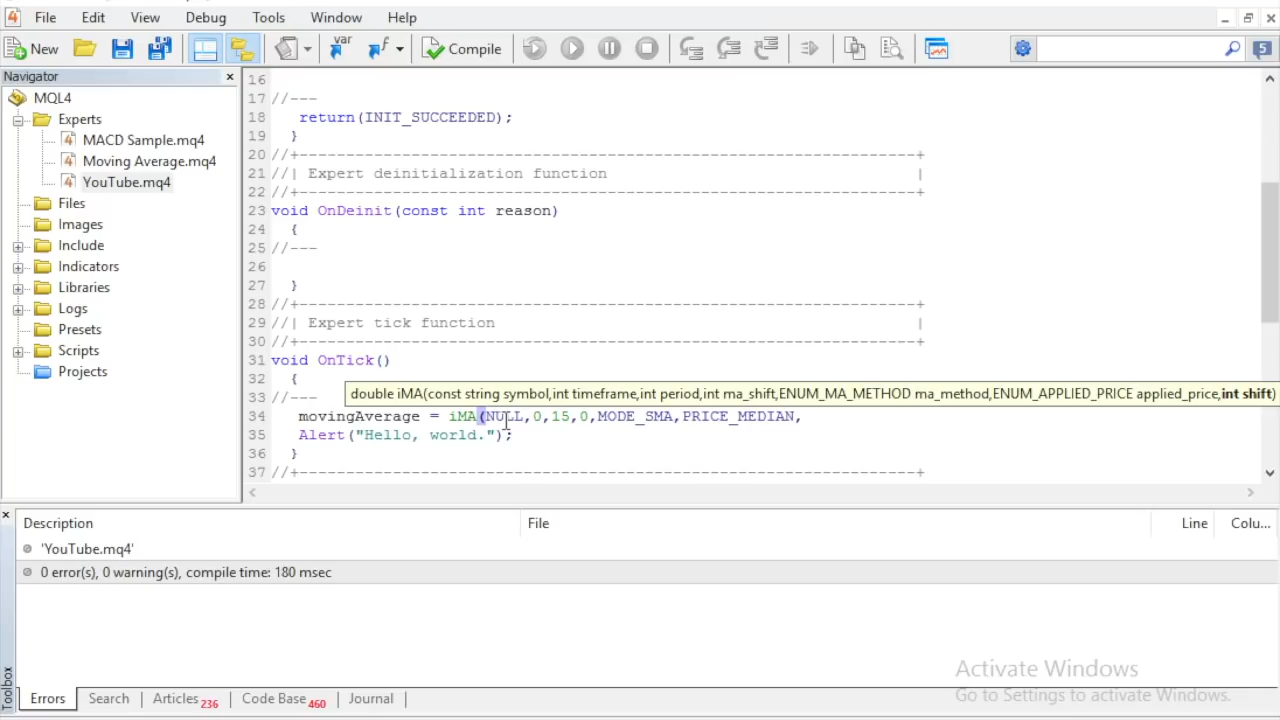 File Edit View Debug Tools Window Help
New var f Compile 5
Navigator ×
MQL4
Experts
MACD Sample.mq4
Moving Average.mq4
YouTube.mq4
Files
Images
Include
Indicators
Libraries
Logs
Presets
Scripts
Projects
16
17 //---
18 return(INIT_SUCCEEDED);
19 }
20 //+------------------------------------------------------------------+
21 //| Expert deinitialization function |
22 //+------------------------------------------------------------------+
23 void OnDeinit(const int reason)
24 {
25 //---
26
27 }
28 //+------------------------------------------------------------------+
29 //| Expert tick function |
30 //+------------------------------------------------------------------+
31 void OnTick()
32 {
double iMA(const string symbol,int timeframe,int period,int ma_shift,ENUM_MA_METHOD ma_method,ENUM_APPLIED_PRICE applied_price,int shift)
33 //---
34 movingAverage = iMA(NULL,0,15,0,MODE_SMA,PRICE_MEDIAN,
35 Alert("Hello, world.");
36 }
37 //+------------------------------------------------------------------+
Description File Line Colu...
'YouTube.mq4'
0 error(s), 0 warning(s), compile time: 180 msec
Activate Windows
Go to Settings to activate Windows.
Toolbox
Errors Search Articles 236 Code Base 460 Journal